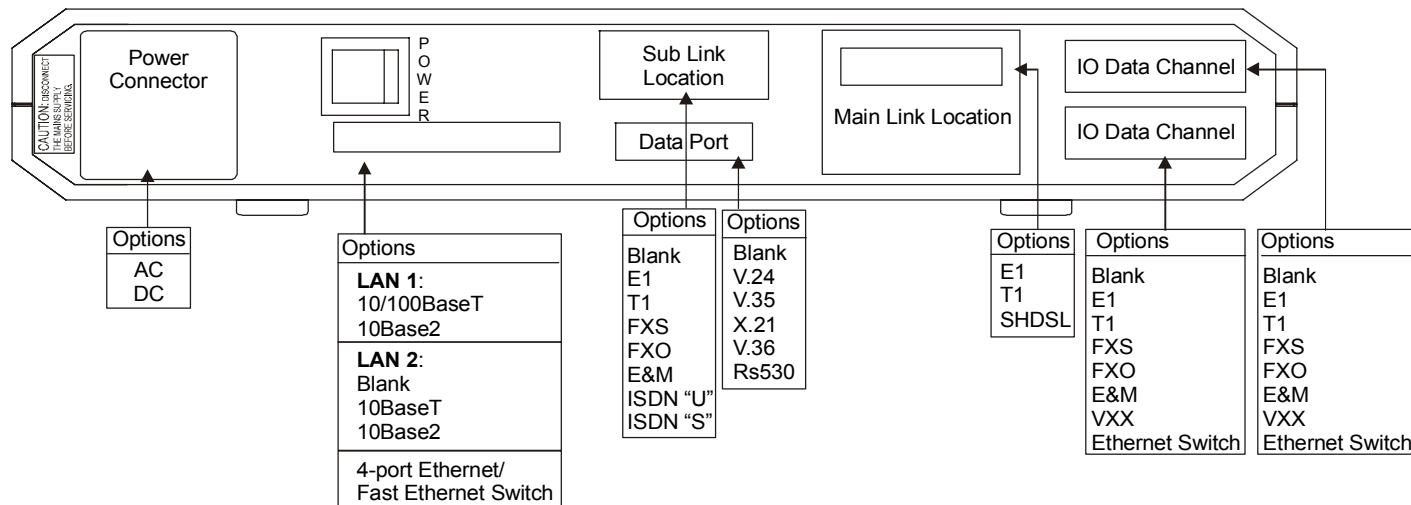 CAUTION: DISCONNECT
THE MAINS SUPPLY
BEFORE SERVICING.
Power
Connector
POWER
Sub Link
Location
Data Port
Main Link Location
IO Data Channel
IO Data Channel
Options
AC
DC
Options
LAN 1:
10/100BaseT
10Base2
LAN 2:
Blank
10BaseT
10Base2
4-port Ethernet/
Fast Ethernet Switch
Options
Blank
E1
T1
FXS
FXO
E&M
ISDN “U”
ISDN “S”
Options
Blank
V.24
V.35
X.21
V.36
Rs530
Options
E1
T1
SHDSL
Options
Blank
E1
T1
FXS
FXO
E&M
VXX
Ethernet Switch
Options
Blank
E1
T1
FXS
FXO
E&M
VXX
Ethernet Switch